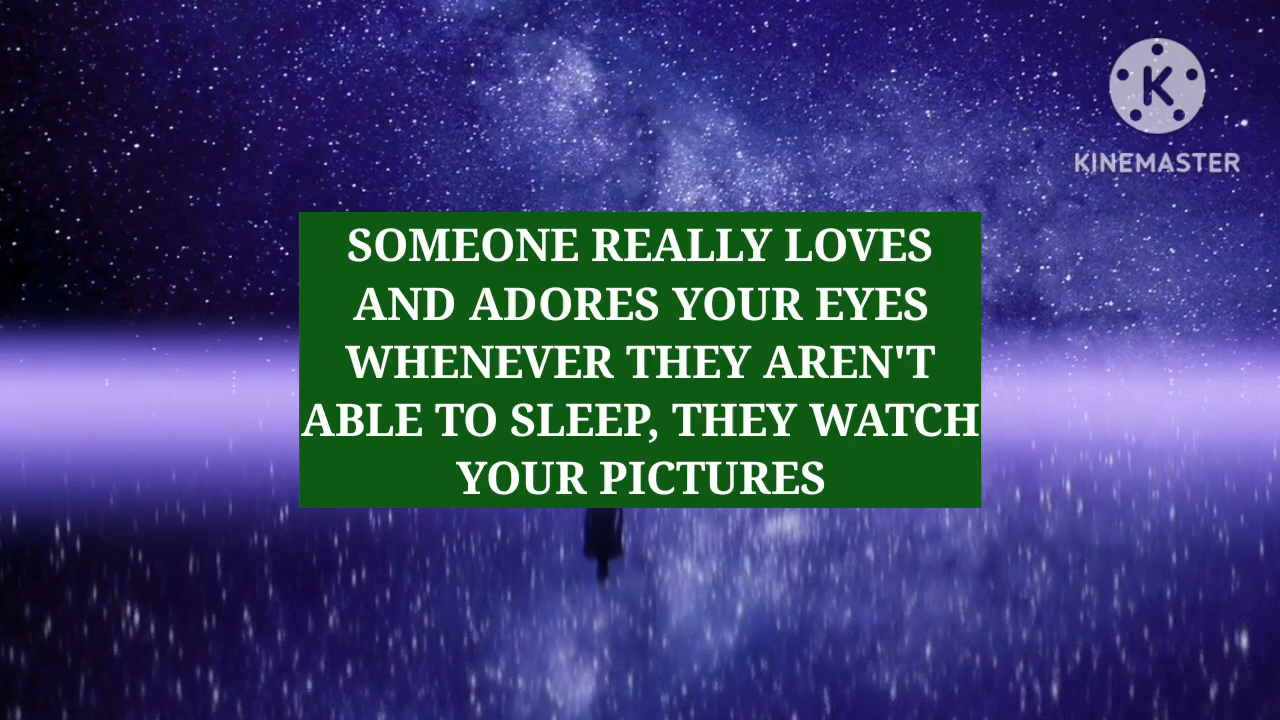 K
KINEMASTER
SOMEONE REALLY LOVES
AND ADORES YOUR EYES
WHENEVER THEY AREN'T
ABLE TO SLEEP, THEY WATCH
YOUR PICTURES